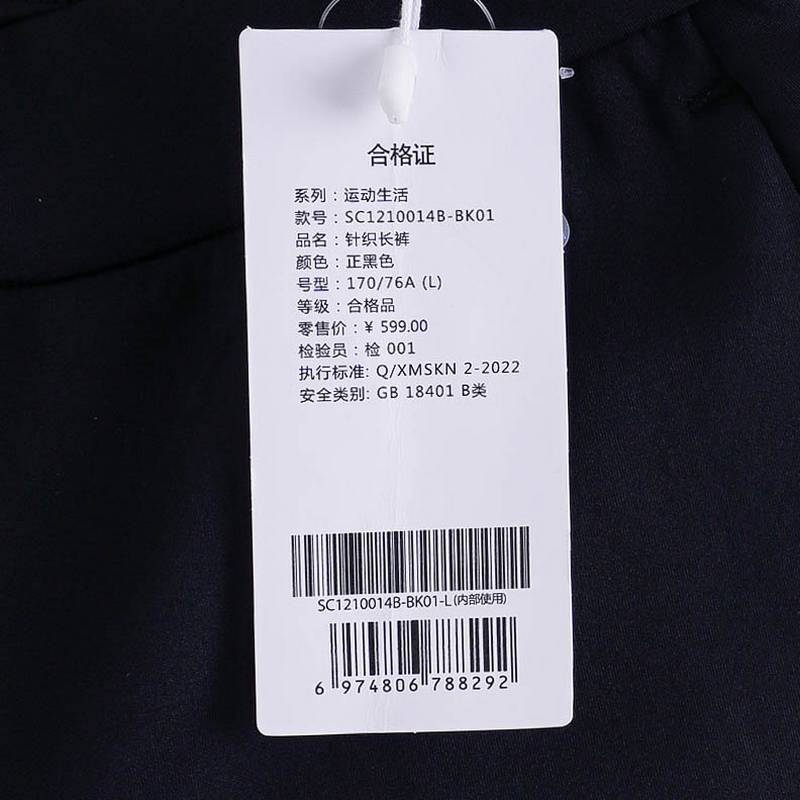 合格证
系列：运动生活
款号：SC1210014B-BK01
品名：针织长裤
颜色：正黑色
号型：170/76A (L)
等级：合格品
零售价：¥ 599.00
检验员：检 001
执行标准: Q/XMSKN 2-2022
安全类别: GB 18401 B类
SC1210014B-BK01-L(内部使用)
6 974806 788292